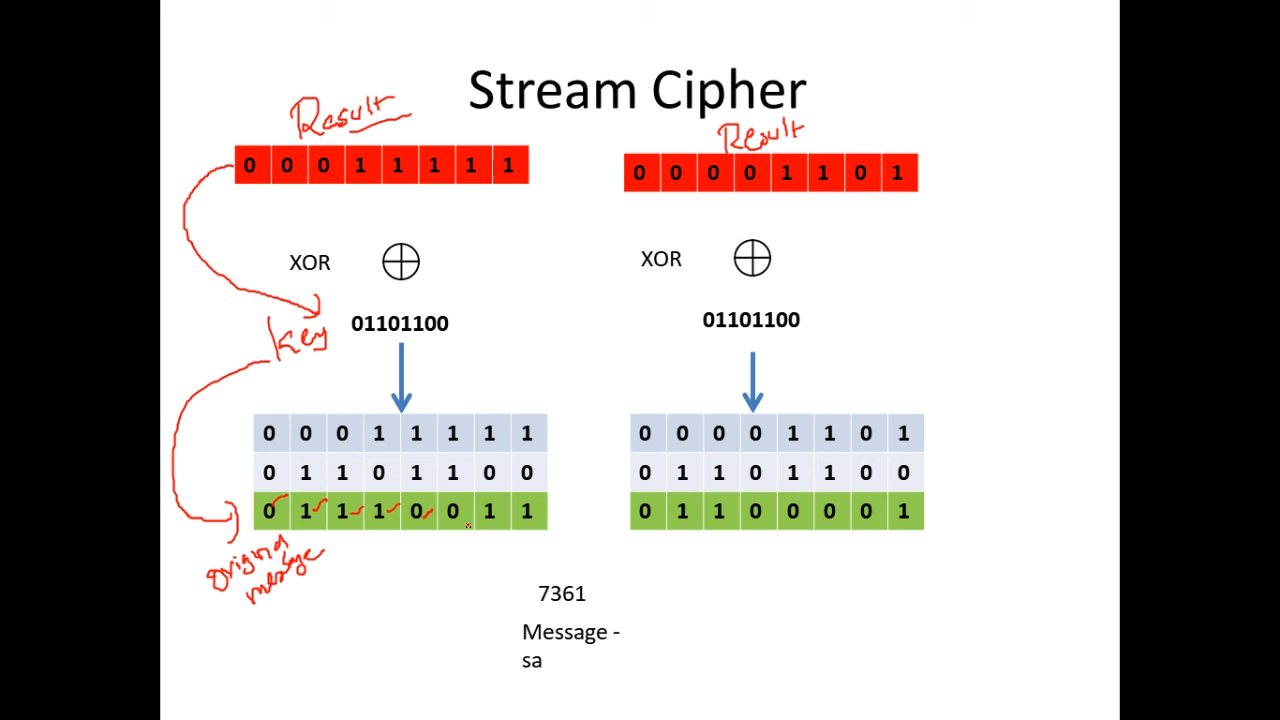 Stream Cipher
Result
Result
0 0 0 1 1 1 1 1
0 0 0 0 1 1 0 1
XOR
XOR
Key
01101100
01101100
0 0 0 1 1 1 1 1
0 1 1 0 1 1 0 0
0 1 1 1 0 0 1 1
0 0 0 0 1 1 0 1
0 1 1 0 1 1 0 0
0 1 1 0 0 0 0 1
original
message
7361
Message -
sa